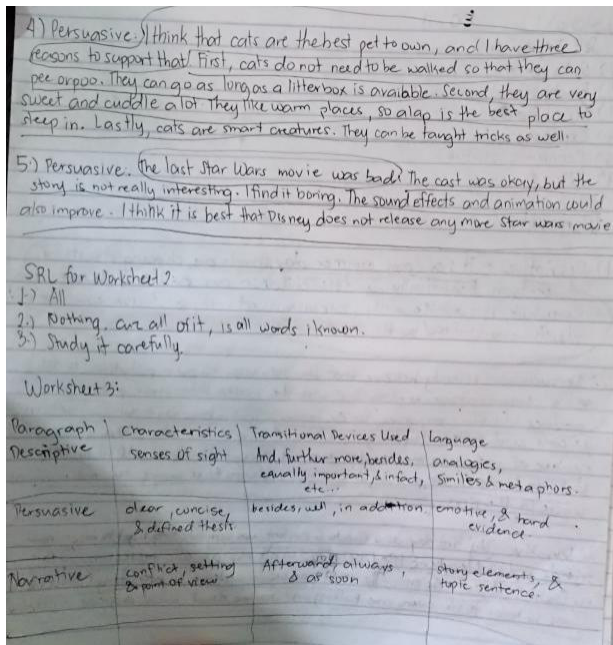 4) Persuasive. I think that cats are the best pet to own, and I have three
reasons to support that! First, cats do not need to be walked so that they can
pee or poo. They can go as long as a litterbox is avaiable. Second, they are very
sweet and cuddle a lot They like warm places, so a lap is the best place to
sleep in. Lastly, cats are smart creatures. They can be taught tricks as well.
5.) Persuasive. The last Star Wars movie was bad. The cast was okay, but the
story is not really interesting. I find it boring. The sound effects and animation could
also improve. I think it is best that Disney does not release any more Star wars movie
SRL for Worksheet 2
1.) All
2.) Nothing, cuz all of it, is all words i known.
3.) Study it carefully.
Worksheet 3:
Paragraph Characteristics Transitional Devices Used language
Descriptive senses of sight And, further more, besides, analogies,
equally important, & infact, similes & metaphors.
etc...
Persuasive clear, concise, besides, well, in addition emotive, & hard
& defined thesis evidence.
Narrative conflict, setting Afterward, always, story elements, &
& point of view & as soon topic sentence.